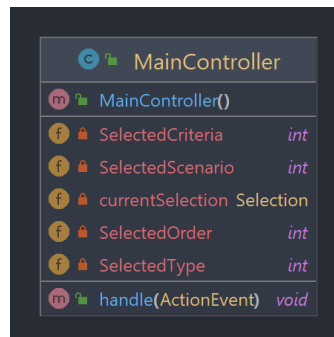 C MainController
m MainController()
f SelectedCriteria int
f SelectedScenario int
f currentSelection Selection
f SelectedOrder int
f SelectedType int
m handle(ActionEvent) void